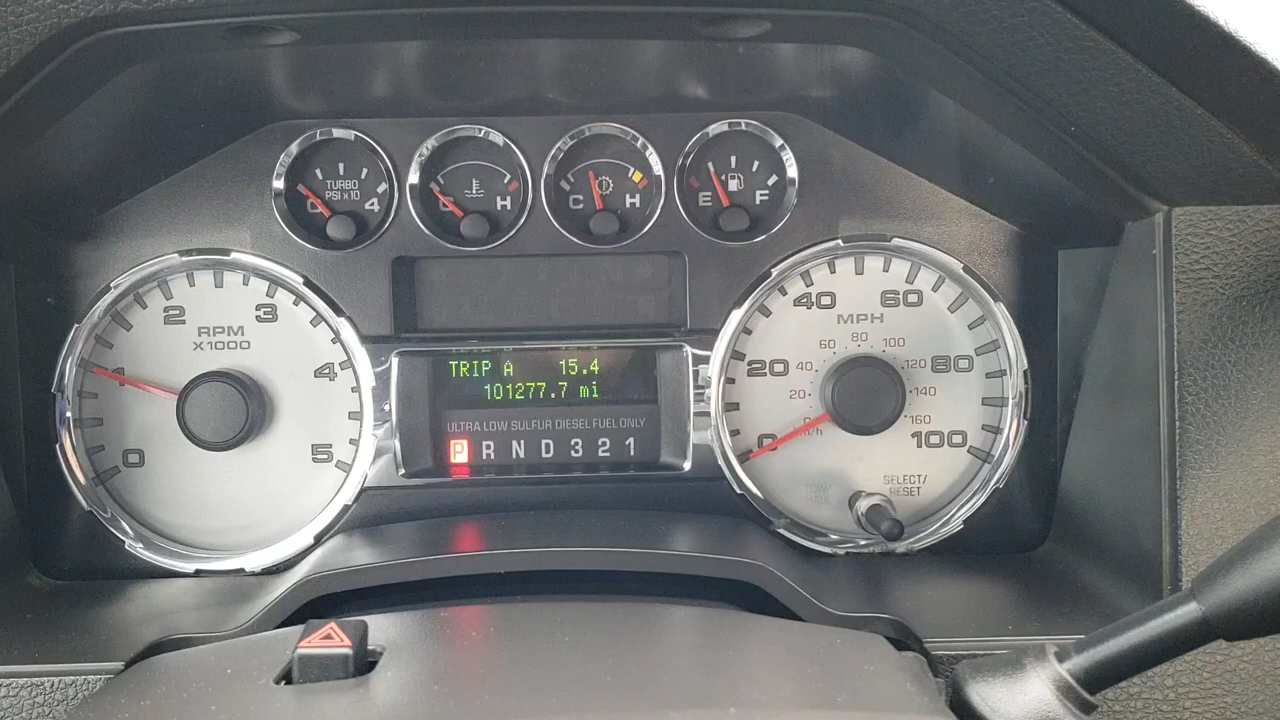 TURBO
PSI x 10
0 4
C H
C H
E F
0 1 2 3 4 5
RPM
X1000
TRIP A 15.4
101277.7 mi
ULTRA LOW SULFUR DIESEL FUEL ONLY
P R N D 3 2 1
0 20 40 60 80 100
MPH
0 20 40 60 80 100 120 140 160
km/h
TOW/
HAUL
SELECT/
RESET